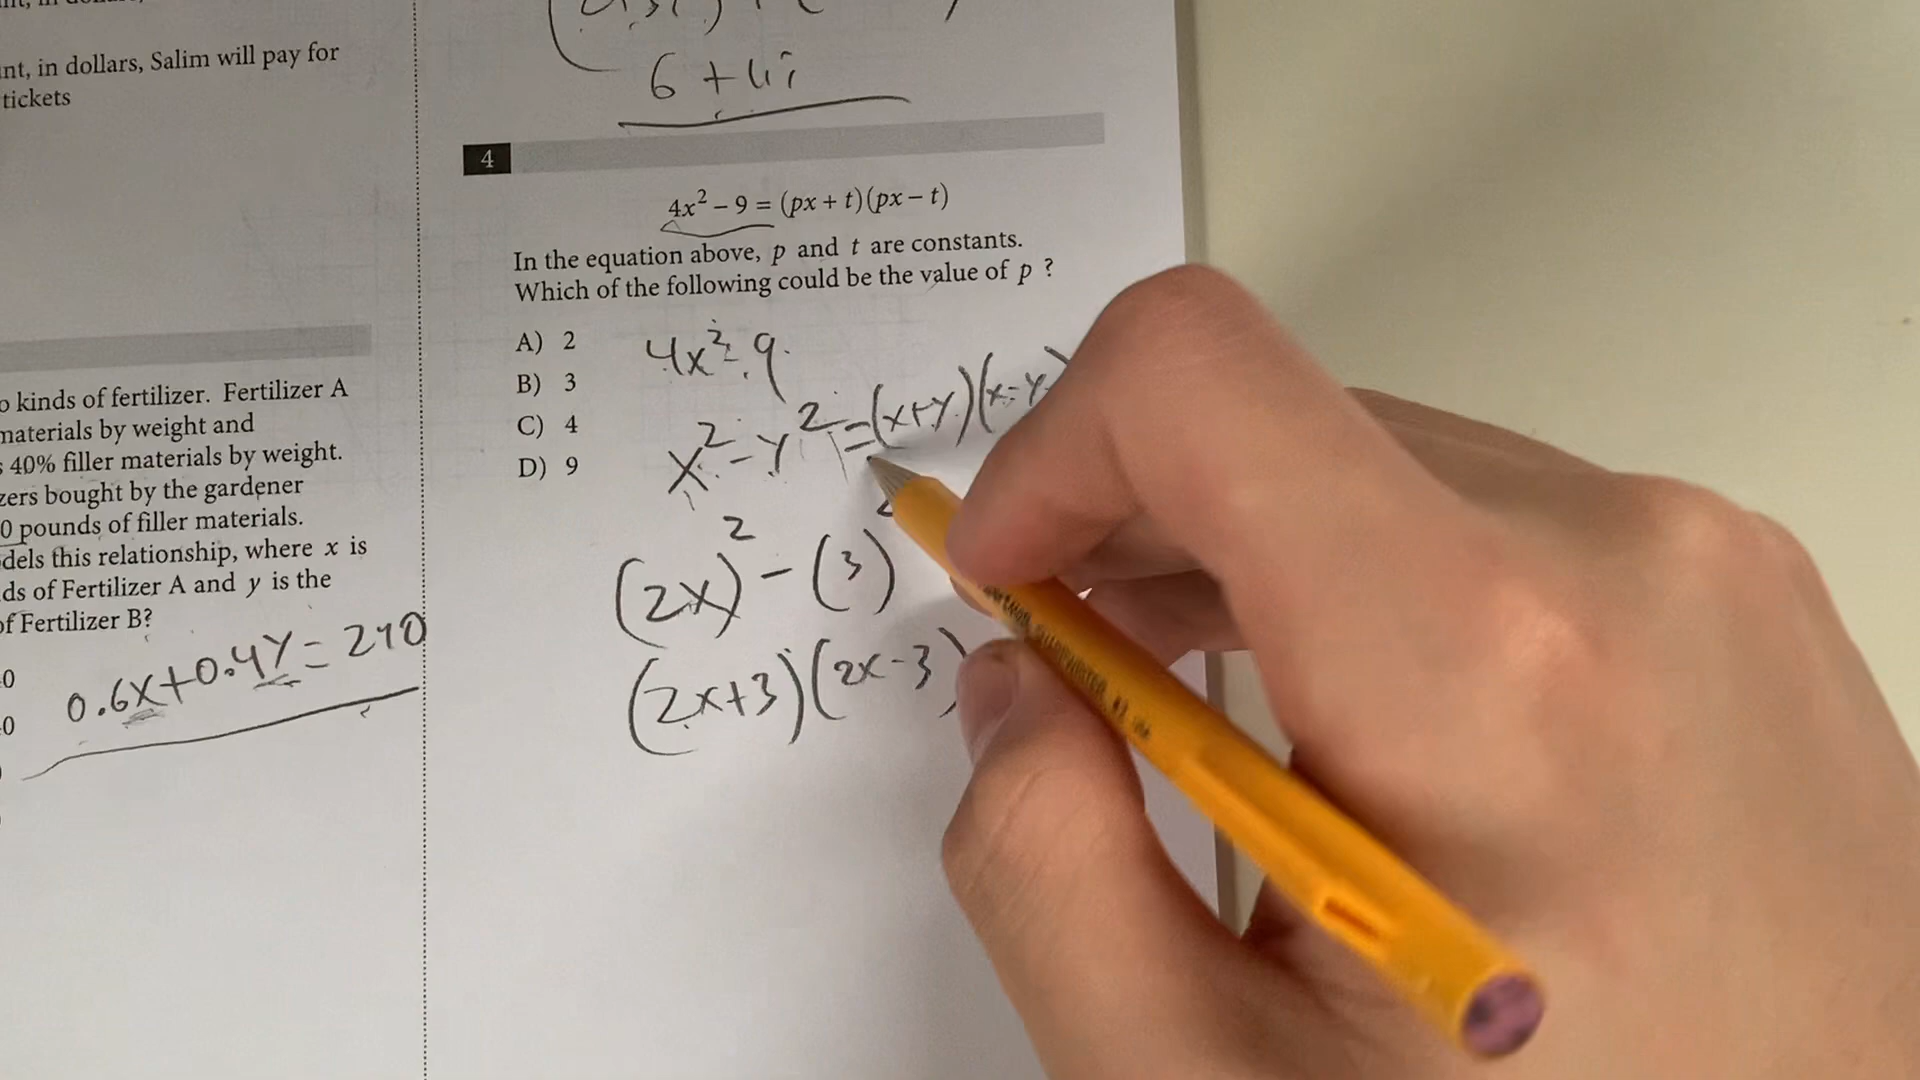 nt, in dollars, Salim will pay for
tickets
o kinds of fertilizer. Fertilizer A
materials by weight and
40% filler materials by weight.
zers bought by the gardener
0 pounds of filler materials.
dels this relationship, where x is
ds of Fertilizer A and y is the
of Fertilizer B?
0
0
0.6x+0.4y=240
6+4i
4
4x² – 9 = (px + t)(px – t)
In the equation above, p and t are constants.
Which of the following could be the value of p ?
A) 2
B) 3
C) 4
D) 9
4x²-9
x²-y²=(x+y)(x-y)
(2x)²-(3)²
(2x+3)(2x-3)